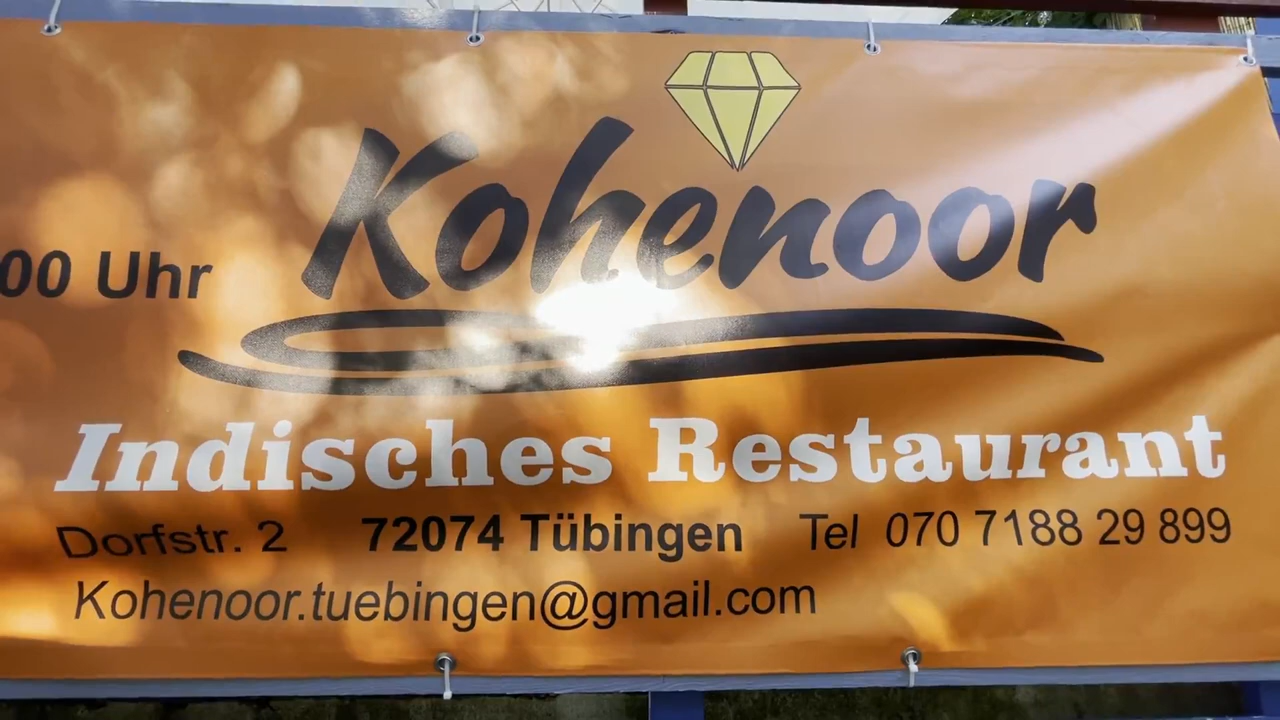 Kohenoor
00 Uhr
Indisches Restaurant
Dorfstr. 2 72074 Tübingen Tel 070 7188 29 899
Kohenoor.tuebingen@gmail.com